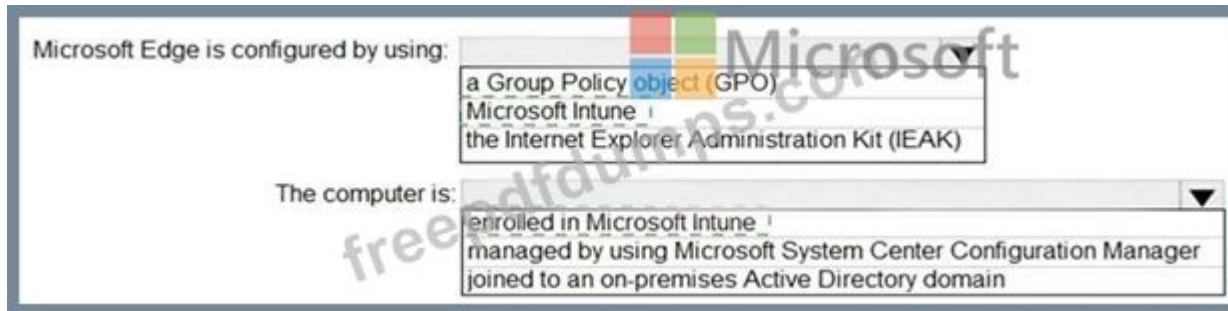 Microsoft
Microsoft Edge is configured by using:
a Group Policy object (GPO)
Microsoft Intune
the Internet Explorer Administration Kit (IEAK)
The computer is:
enrolled in Microsoft Intune
managed by using Microsoft System Center Configuration Manager
joined to an on-premises Active Directory domain
freepdfdumps.com